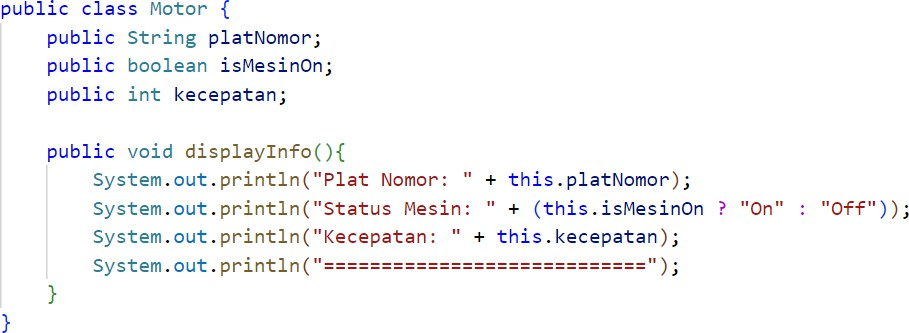 public class Motor {
    public String platNomor;
    public boolean isMesinOn;
    public int kecepatan;

    public void displayInfo(){
        System.out.println("Plat Nomor: " + this.platNomor);
        System.out.println("Status Mesin: " + (this.isMesinOn ? "On" : "Off"));
        System.out.println("Kecepatan: " + this.kecepatan);
        System.out.println("============================");
    }
}